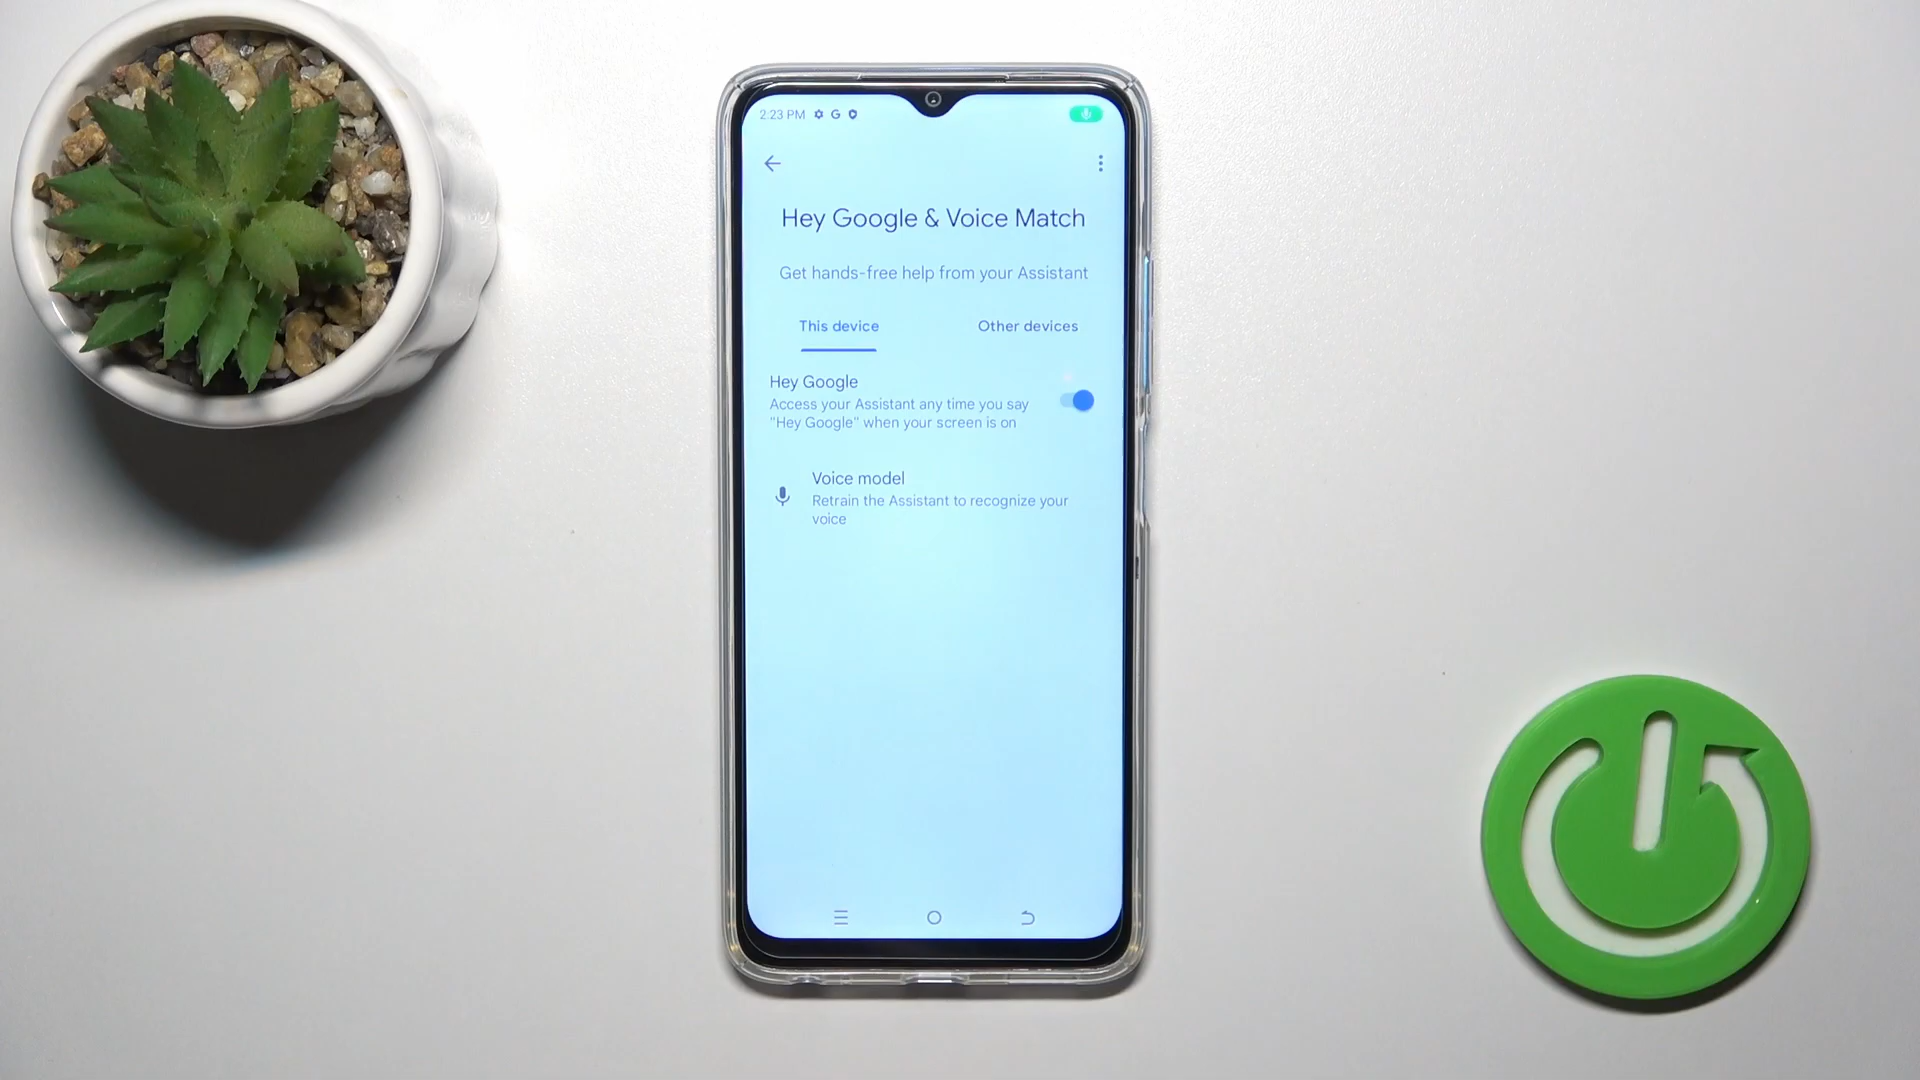 2:23 PM
Hey Google & Voice Match
Get hands-free help from your Assistant
This device
Other devices
Hey Google
Access your Assistant any time you say
"Hey Google" when your screen is on
Voice model
Retrain the Assistant to recognize your
voice